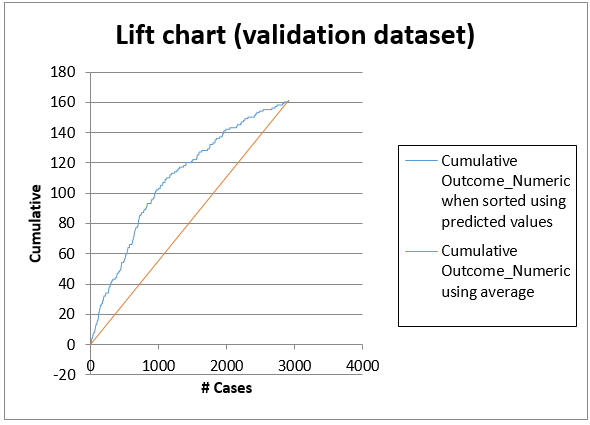 Lift chart (validation dataset)
180
160
140
120
100
80
60
40
20
0
-20
Cumulative
0 1000 2000 3000 4000
# Cases
Cumulative
Outcome_Numeric
when sorted using
predicted values
Cumulative
Outcome_Numeric
using average